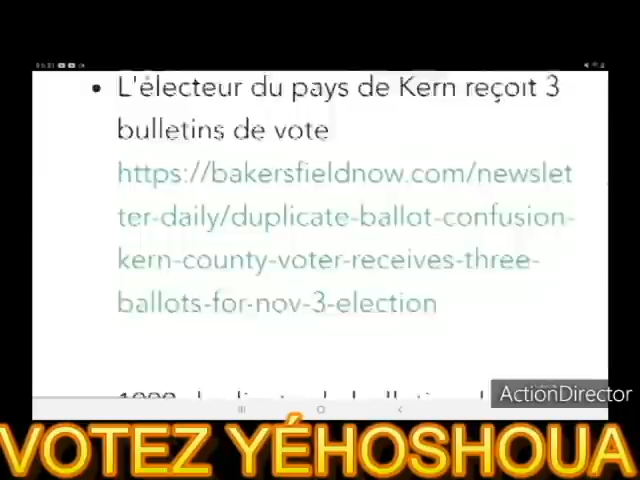 L'électeur du pays de Kern reçoit 3
bulletins de vote
https://bakersfieldnow.com/newslet
ter-daily/duplicate-ballot-confusion-
kern-county-voter-receives-three-
ballots-for-nov-3-election
ActionDirector
VOTEZ YÉHOSHOUA